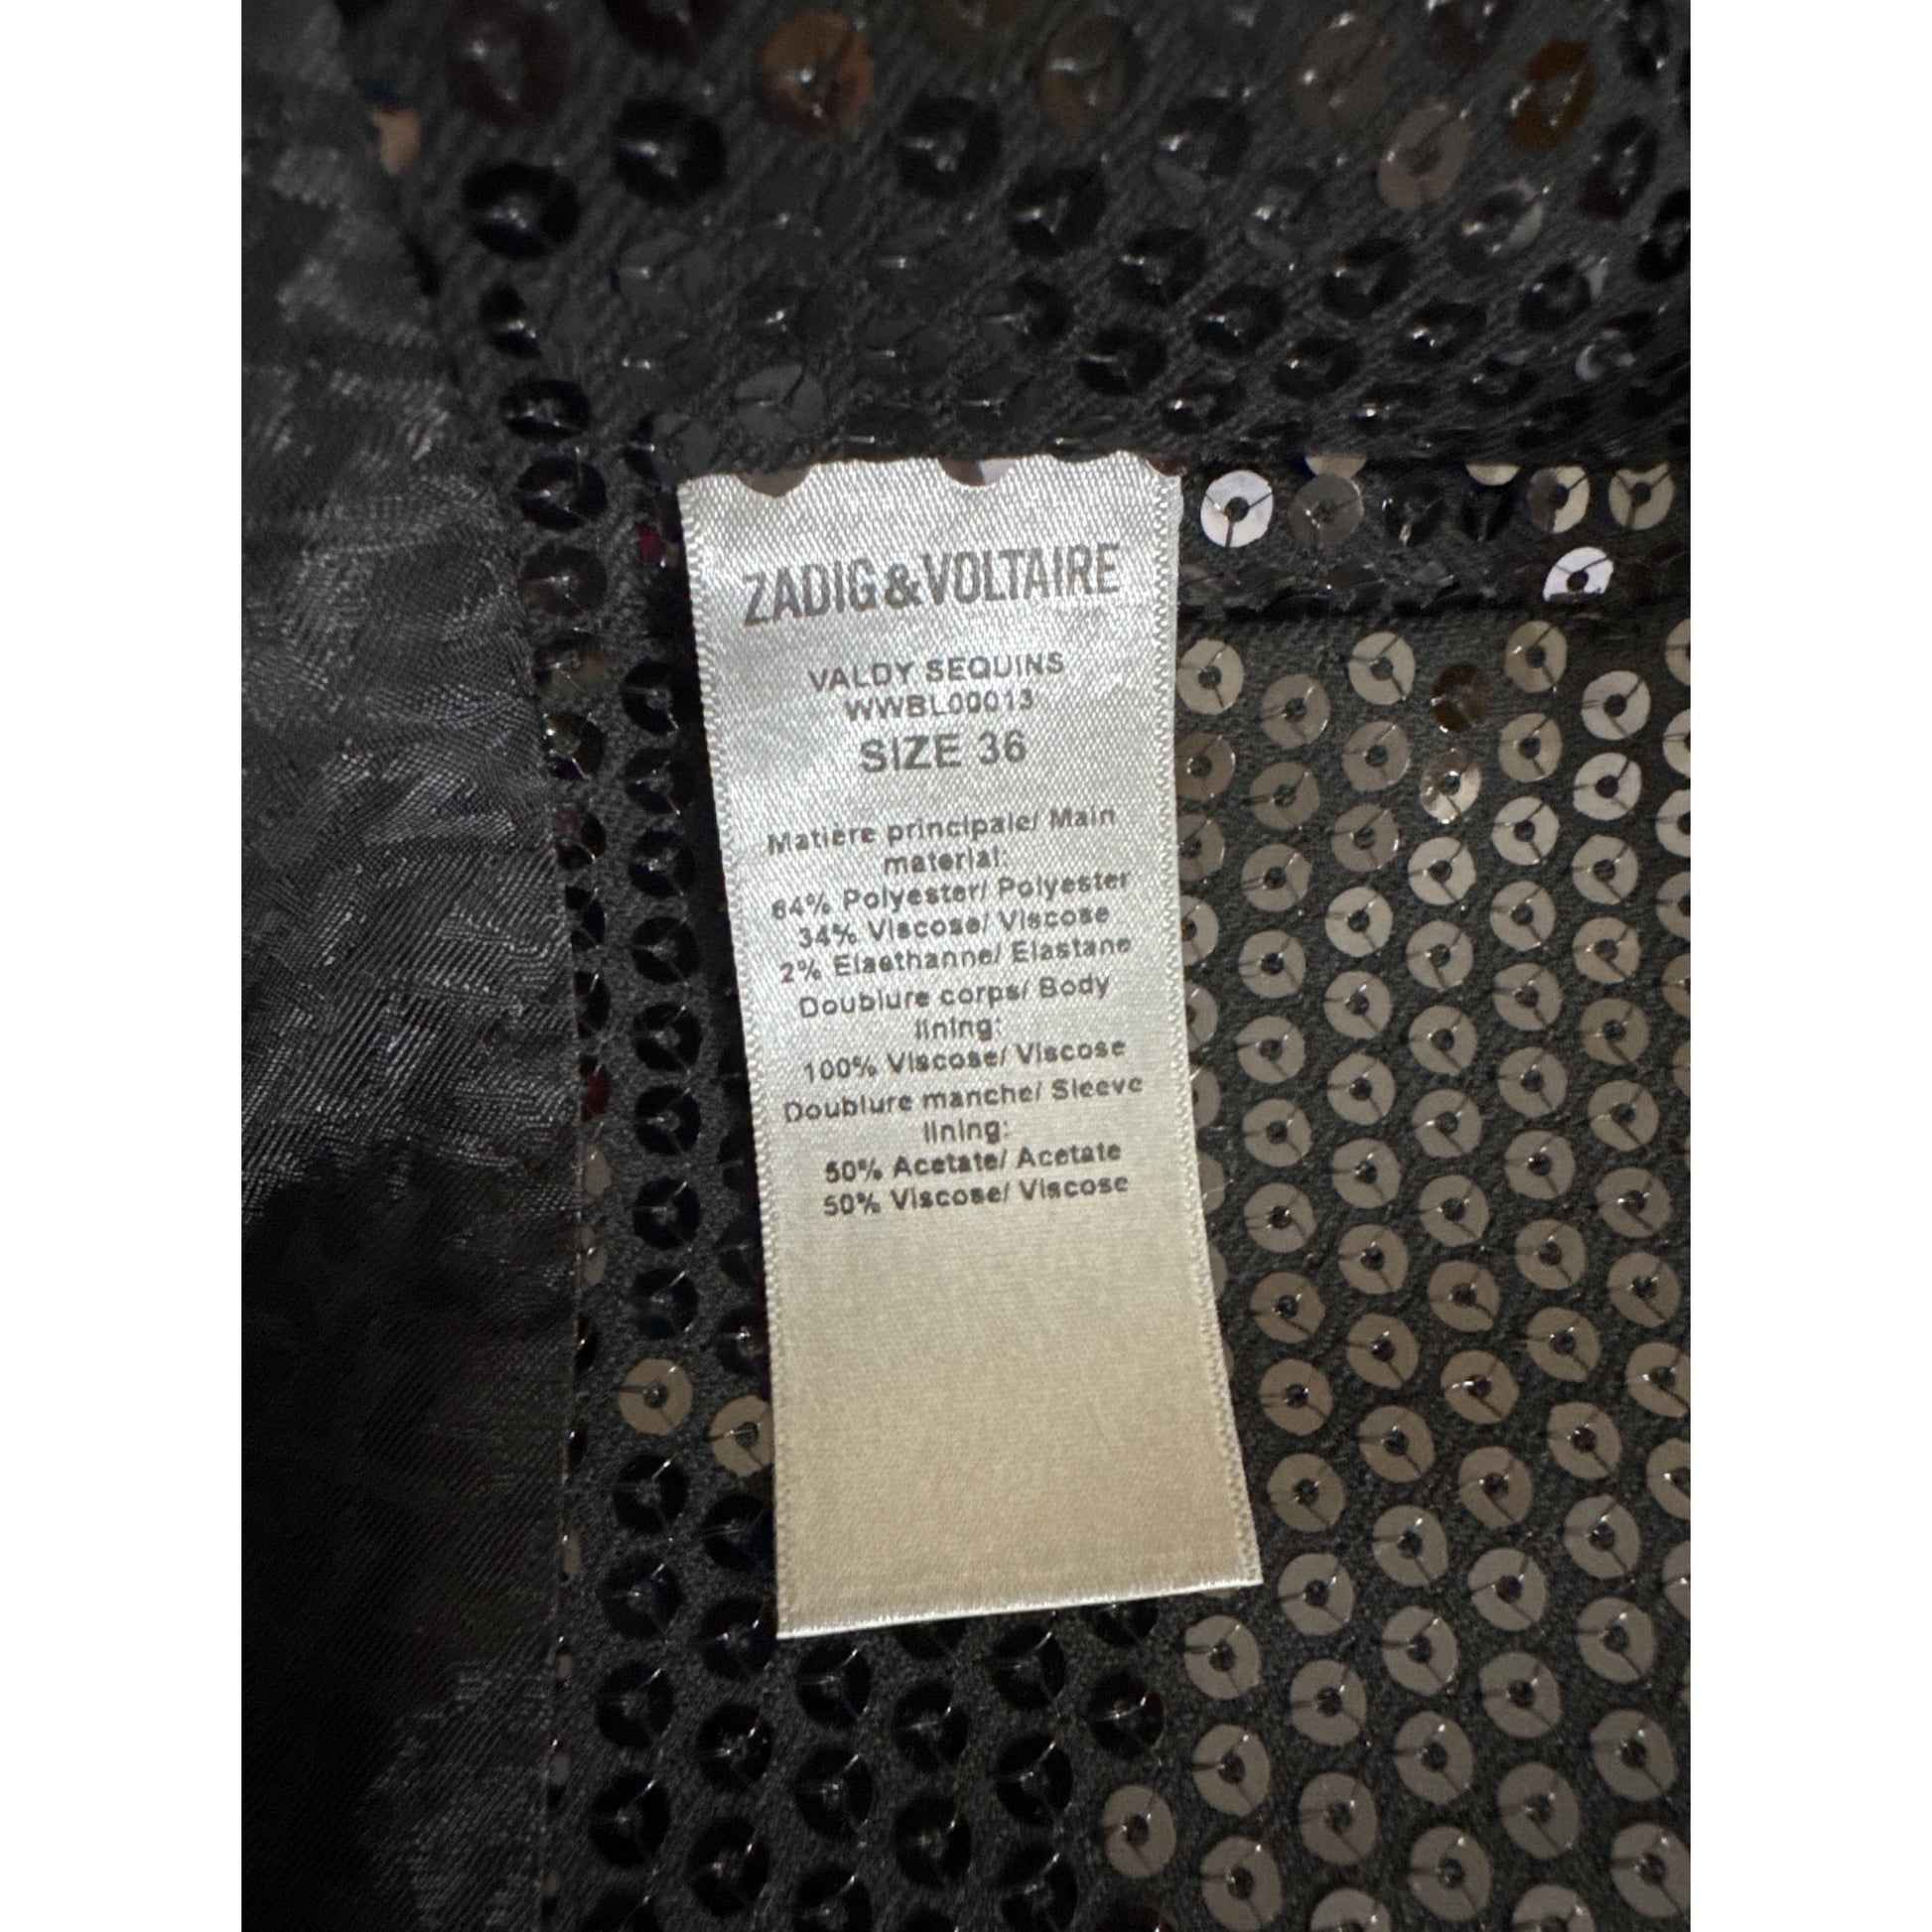 ZADIG&VOLTAIRE
VALDY SEQUINS
WWBL00013
SIZE 36
Matière principale/ Main
material:
64% Polyester/ Polyester
34% Viscose/ Viscose
2% Elasthanne/ Elastane
Doublure corps/ Body
lining:
100% Viscose/ Viscose
Doublure manche/ Sleeve
lining:
50% Acetate/ Acetate
50% Viscose/ Viscose